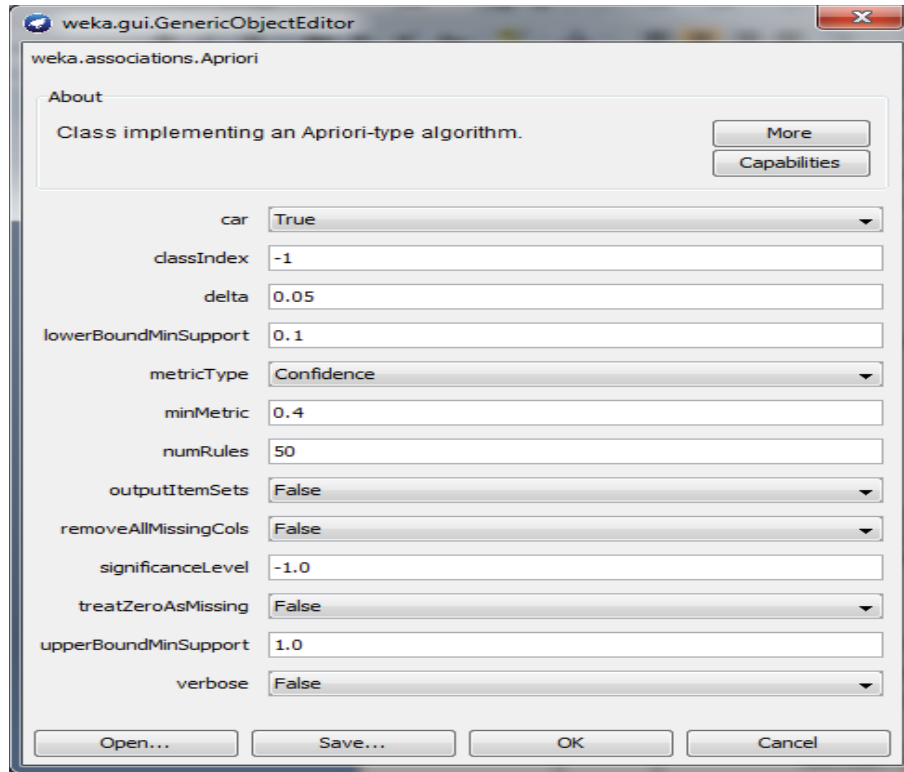 weka.gui.GenericObjectEditor
weka.associations.Apriori
About
Class implementing an Apriori-type algorithm.
More
Capabilities
car True
classIndex -1
delta 0.05
lowerBoundMinSupport 0.1
metricType Confidence
minMetric 0.4
numRules 50
outputItemSets False
removeAllMissingCols False
significanceLevel -1.0
treatZeroAsMissing False
upperBoundMinSupport 1.0
verbose False
Open... Save... OK Cancel